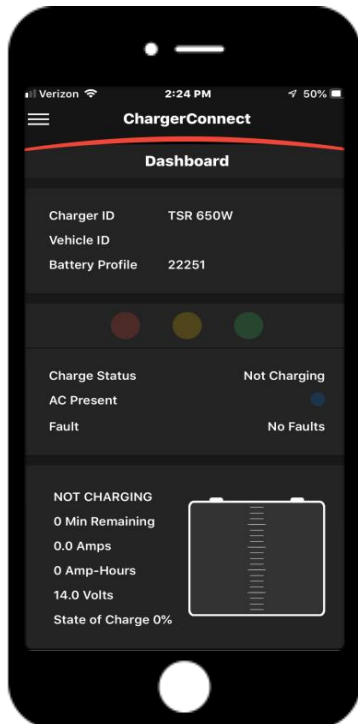 Verizon 2:24 PM 50%
ChargerConnect
Dashboard
Charger ID TSR 650W
Vehicle ID
Battery Profile 22251
Charge Status Not Charging
AC Present
Fault No Faults
NOT CHARGING
0 Min Remaining
0.0 Amps
0 Amp-Hours
14.0 Volts
State of Charge 0%